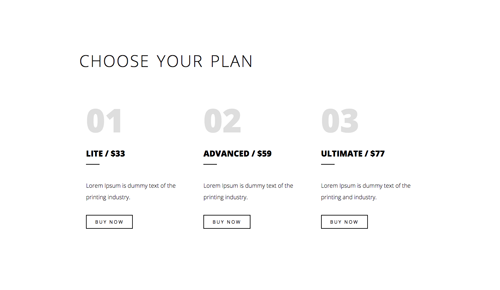 CHOOSE YOUR PLAN
01
LITE / $33
Lorem Ipsum is dummy text of the
printing industry.
BUY NOW
02
ADVANCED / $59
Lorem Ipsum is dummy text of the
printing industry.
BUY NOW
03
ULTIMATE / $77
Lorem Ipsum is dummy text of the
printing and industry.
BUY NOW